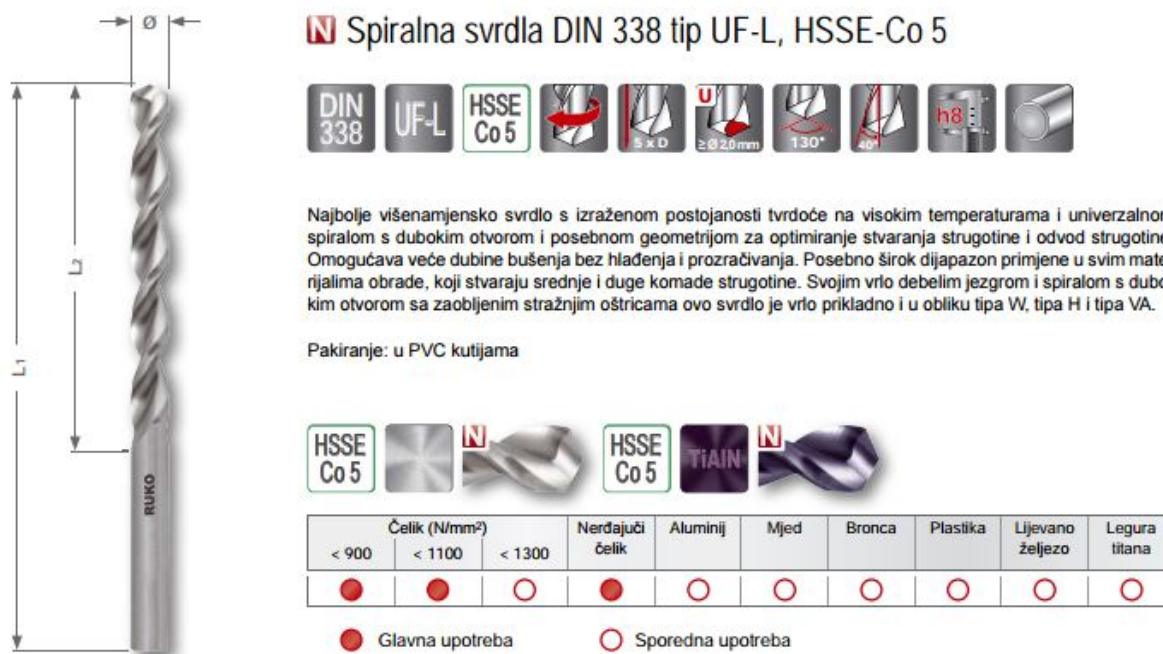 Ø
L1
L2
RUKO
N Spiralna svrdla DIN 338 tip UF-L, HSSE-Co 5
DIN 338
UF-L
HSSE Co 5
5 x D
U
≥ Ø 2,0 mm
130°
40°
h8
Najbolje višenamjensko svrdlo s izraženom postojanosti tvrdoće na visokim temperaturama i univerzalnom
spiralom s dubokim otvorom i posebnom geometrijom za optimiranje stvaranja strugotine i odvod strugotine
Omogućava veće dubine bušenja bez hlađenja i prozračivanja. Posebno širok dijapazon primjene u svim mate
rijalima obrade, koji stvaraju srednje i duge komade strugotine. Svojim vrlo debelim jezgrom i spiralom s dubo
kim otvorom sa zaobljenim stražnjim oštricama ovo svrdlo je vrlo prikladno i u obliku tipa W, tipa H i tipa VA.
Pakiranje: u PVC kutijama
HSSE Co 5
N
HSSE Co 5
TiAlN
N
Čelik (N/mm²)
< 900
< 1100
< 1300
Nerđajuči čelik
Aluminij
Mjed
Bronca
Plastika
Lijevano željezo
Legura titana
Glavna upotreba
Sporedna upotreba